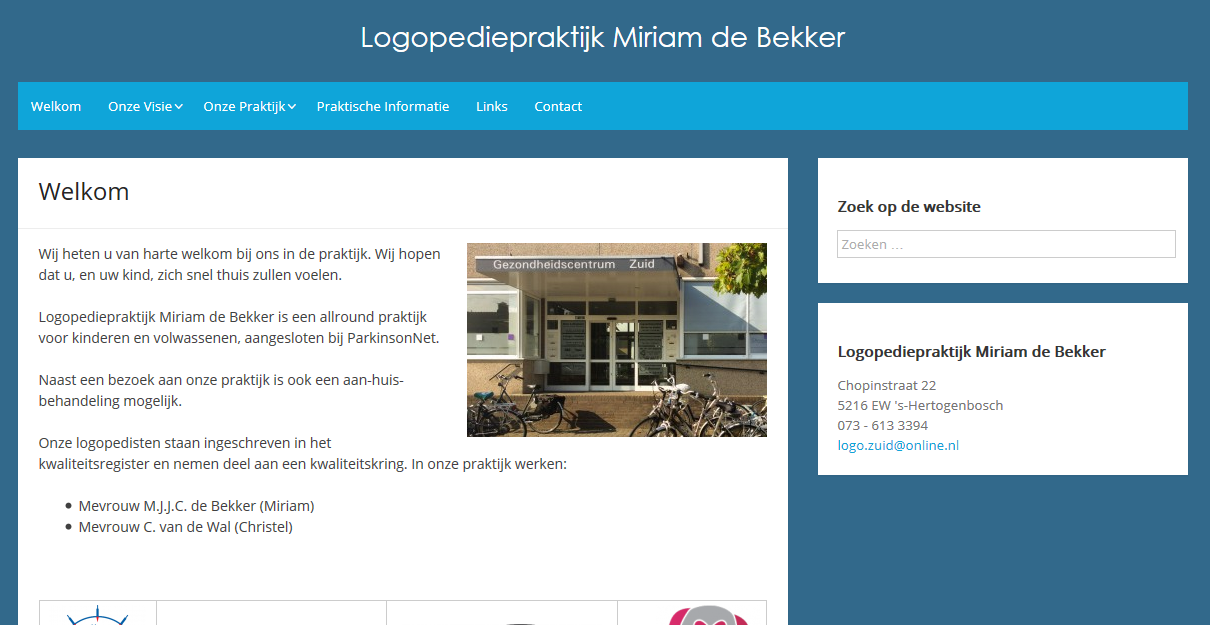 Logopediepraktijk Miriam de Bekker
Welkom Onze Visie Onze Praktijk Praktische Informatie Links Contact
Welkom
Wij heten u van harte welkom bij ons in de praktijk. Wij hopen
dat u, en uw kind, zich snel thuis zullen voelen.
Logopediepraktijk Miriam de Bekker is een allround praktijk
voor kinderen en volwassenen, aangesloten bij ParkinsonNet.
Naast een bezoek aan onze praktijk is ook een aan-huis-
behandeling mogelijk.
Onze logopedisten staan ingeschreven in het
kwaliteitsregister en nemen deel aan een kwaliteitskring. In onze praktijk werken:
Mevrouw M.J.J.C. de Bekker (Miriam)
Mevrouw C. van de Wal (Christel)
Gezondheidscentrum Zuid
Zoek op de website
Zoeken …
Logopediepraktijk Miriam de Bekker
Chopinstraat 22
5216 EW 's-Hertogenbosch
073 - 613 3394
logo.zuid@online.nl